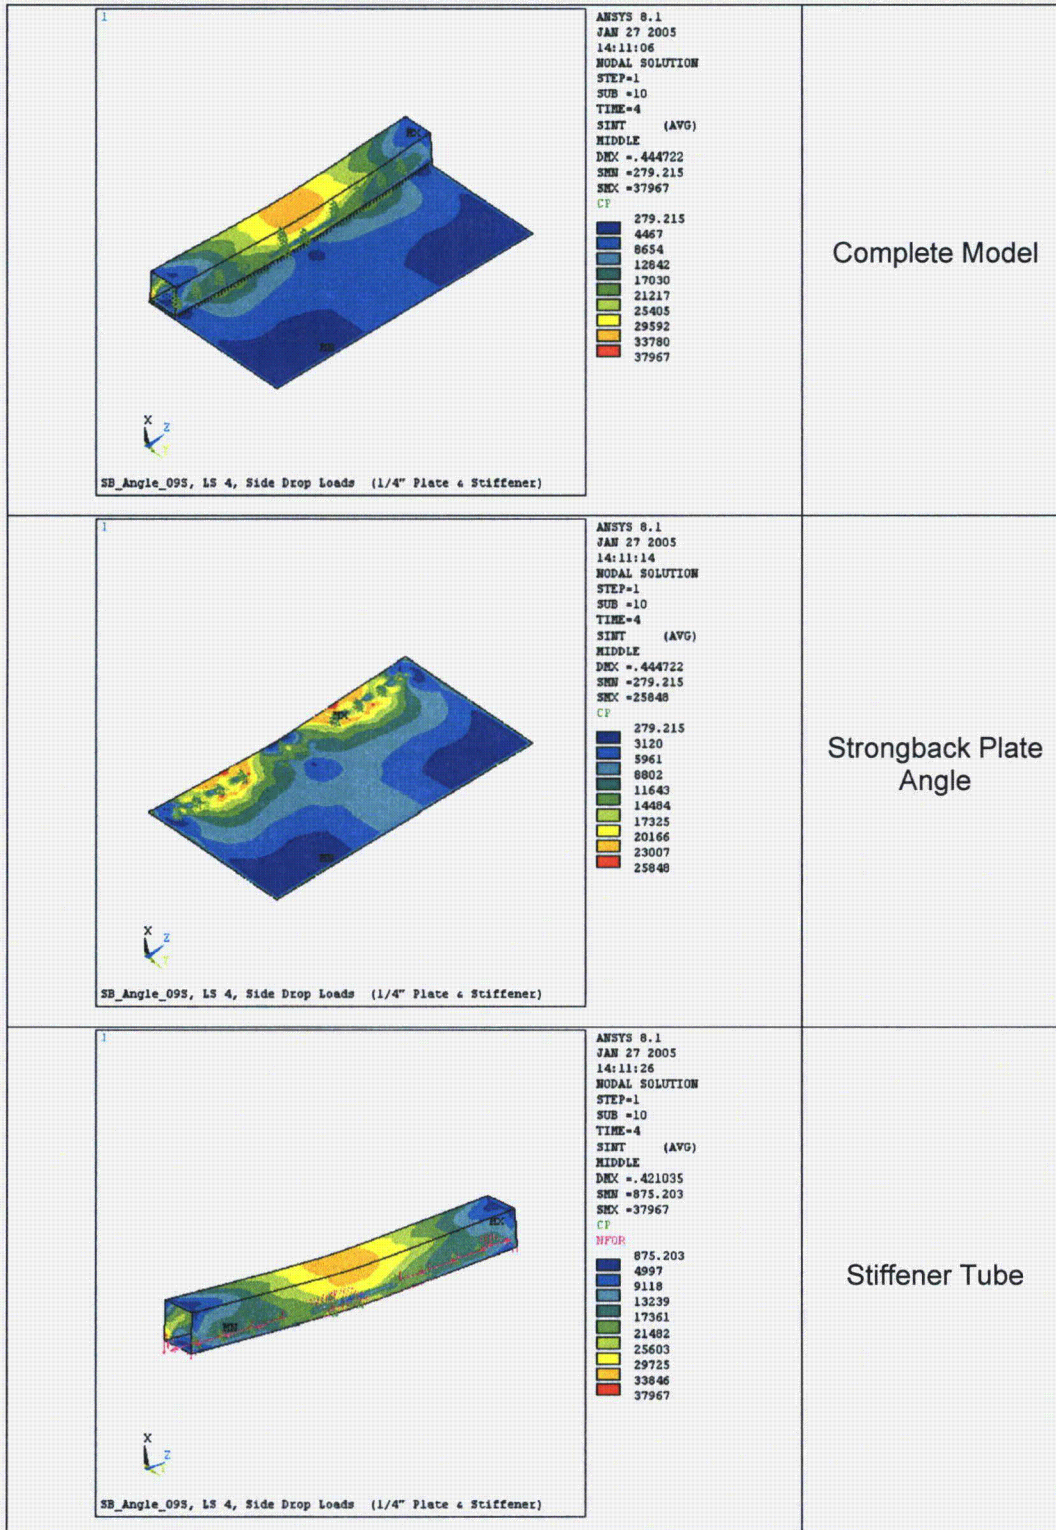 1
ANSYS 8.1
JAN 27 2005
14:11:06
NODAL SOLUTION
STEP=1
SUB =10
TIME=4
SINT (AVG)
MIDDLE
DMX =.444722
SMN =279.215
SMX =37967
CP
279.215
4467
8654
12842
17030
21217
25405
29592
33780
37967
MX
MN
X
Z
Y
SB_Angle_09S, LS 4, Side Drop Loads (1/4" Plate & Stiffener)
Complete Model
1
ANSYS 8.1
JAN 27 2005
14:11:14
NODAL SOLUTION
STEP=1
SUB =10
TIME=4
SINT (AVG)
MIDDLE
DMX =.444722
SMN =279.215
SMX =25848
CP
279.215
3120
5961
8802
11643
14484
17325
20166
23007
25848
MX
MN
X
Z
Y
SB_Angle_09S, LS 4, Side Drop Loads (1/4" Plate & Stiffener)
Strongback Plate
Angle
1
ANSYS 8.1
JAN 27 2005
14:11:26
NODAL SOLUTION
STEP=1
SUB =10
TIME=4
SINT (AVG)
MIDDLE
DMX =.421035
SMN =875.203
SMX =37967
CP
NFOR
875.203
4997
9118
13239
17361
21482
25603
29725
33846
37967
MX
MN
X
Z
SB_Angle_09S, LS 4, Side Drop Loads (1/4" Plate & Stiffener)
Stiffener Tube